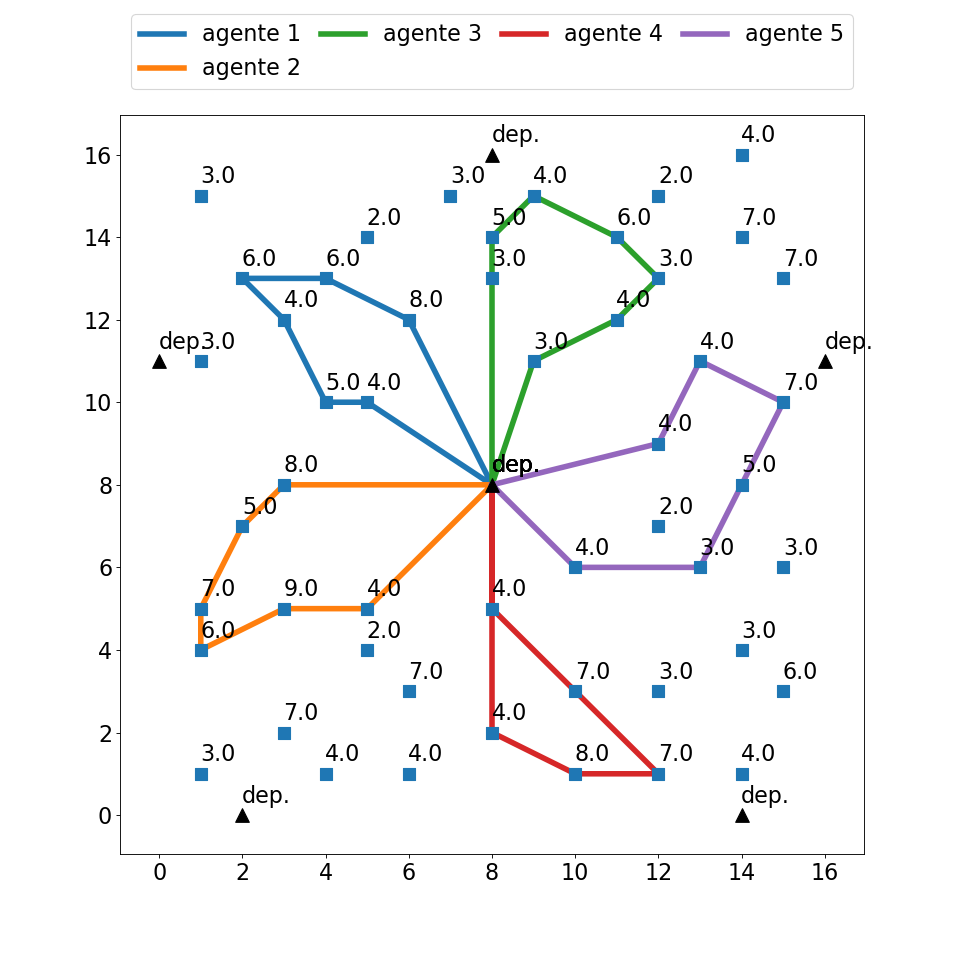 agente 1 agente 3 agente 4 agente 5
agente 2
dep. 4.0
16
3.0 3.0 4.0 2.0
2.0 5.0 6.0 7.0
14
6.0 6.0 3.0 3.0 7.0
4.0 8.0 4.0
12
dep. 3.0 3.0 4.0 dep.
5.0 4.0 7.0
10
4.0
8.0 dep. 5.0
8
5.0 2.0
4.0 3.0 3.0
6
7.0 9.0 4.0 4.0
6.0 2.0 3.0
4
7.0 7.0 3.0 6.0
7.0 4.0
2
3.0 4.0 4.0 8.0 7.0 4.0
dep. dep.
0
0 2 4 6 8 10 12 14 16